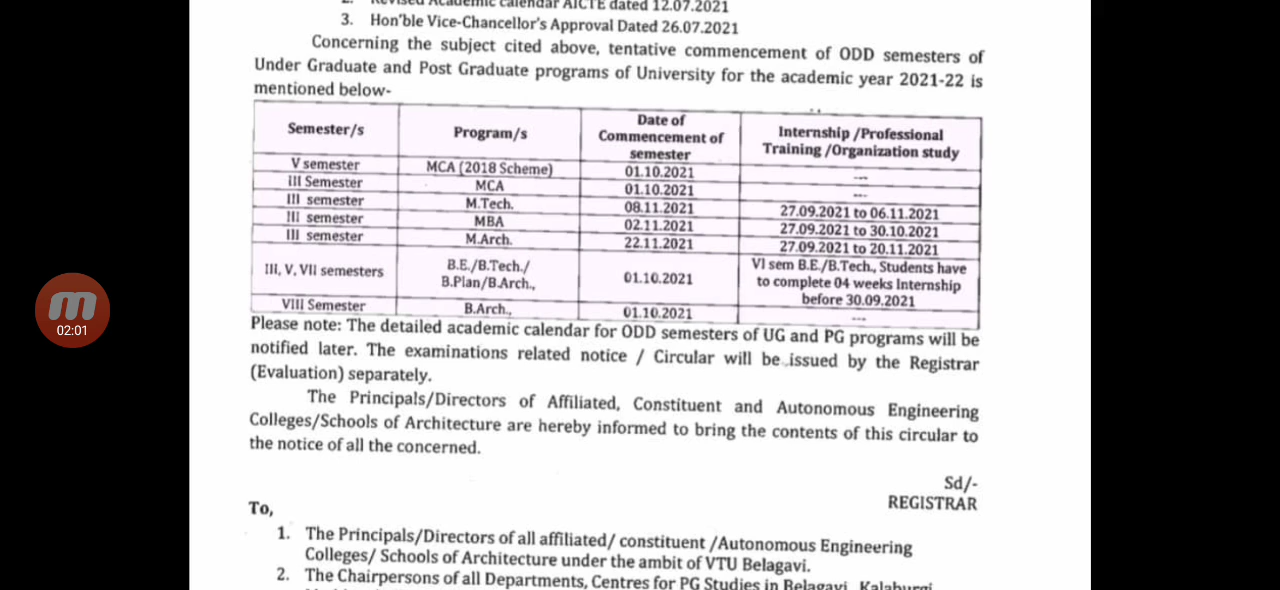 2. Revised Academic calendar AICTE dated 12.07.2021
3. Hon'ble Vice-Chancellor's Approval Dated 26.07.2021
Concerning the subject cited above, tentative commencement of ODD semesters of
Under Graduate and Post Graduate programs of University for the academic year 2021-22 is
mentioned below-
Semester/s Program/s Date of Commencement of semester Internship /Professional Training /Organization study
V semester MCA (2018 Scheme) 01.10.2021 ---
III Semester MCA 01.10.2021 ---
III semester M.Tech. 08.11.2021 27.09.2021 to 06.11.2021
III semester MBA 02.11.2021 27.09.2021 to 30.10.2021
III semester M.Arch. 22.11.2021 27.09.2021 to 20.11.2021
III, V, VII semesters B.E./B.Tech./ B.Plan/B.Arch., 01.10.2021 VI sem B.E./B.Tech., Students have to complete 04 weeks Internship before 30.09.2021
VIII Semester B.Arch., 01.10.2021 ---
Please note: The detailed academic calendar for ODD semesters of UG and PG programs will be
notified later. The examinations related notice / Circular will be issued by the Registrar
(Evaluation) separately.
The Principals/Directors of Affiliated, Constituent and Autonomous Engineering
Colleges/Schools of Architecture are hereby informed to bring the contents of this circular to
the notice of all the concerned.
Sd/-
REGISTRAR
To,
1. The Principals/Directors of all affiliated/ constituent /Autonomous Engineering
Colleges/ Schools of Architecture under the ambit of VTU Belagavi.
2. The Chairpersons of all Departments, Centres for PG Studies in Belagavi, Kalaburgi,
02:01